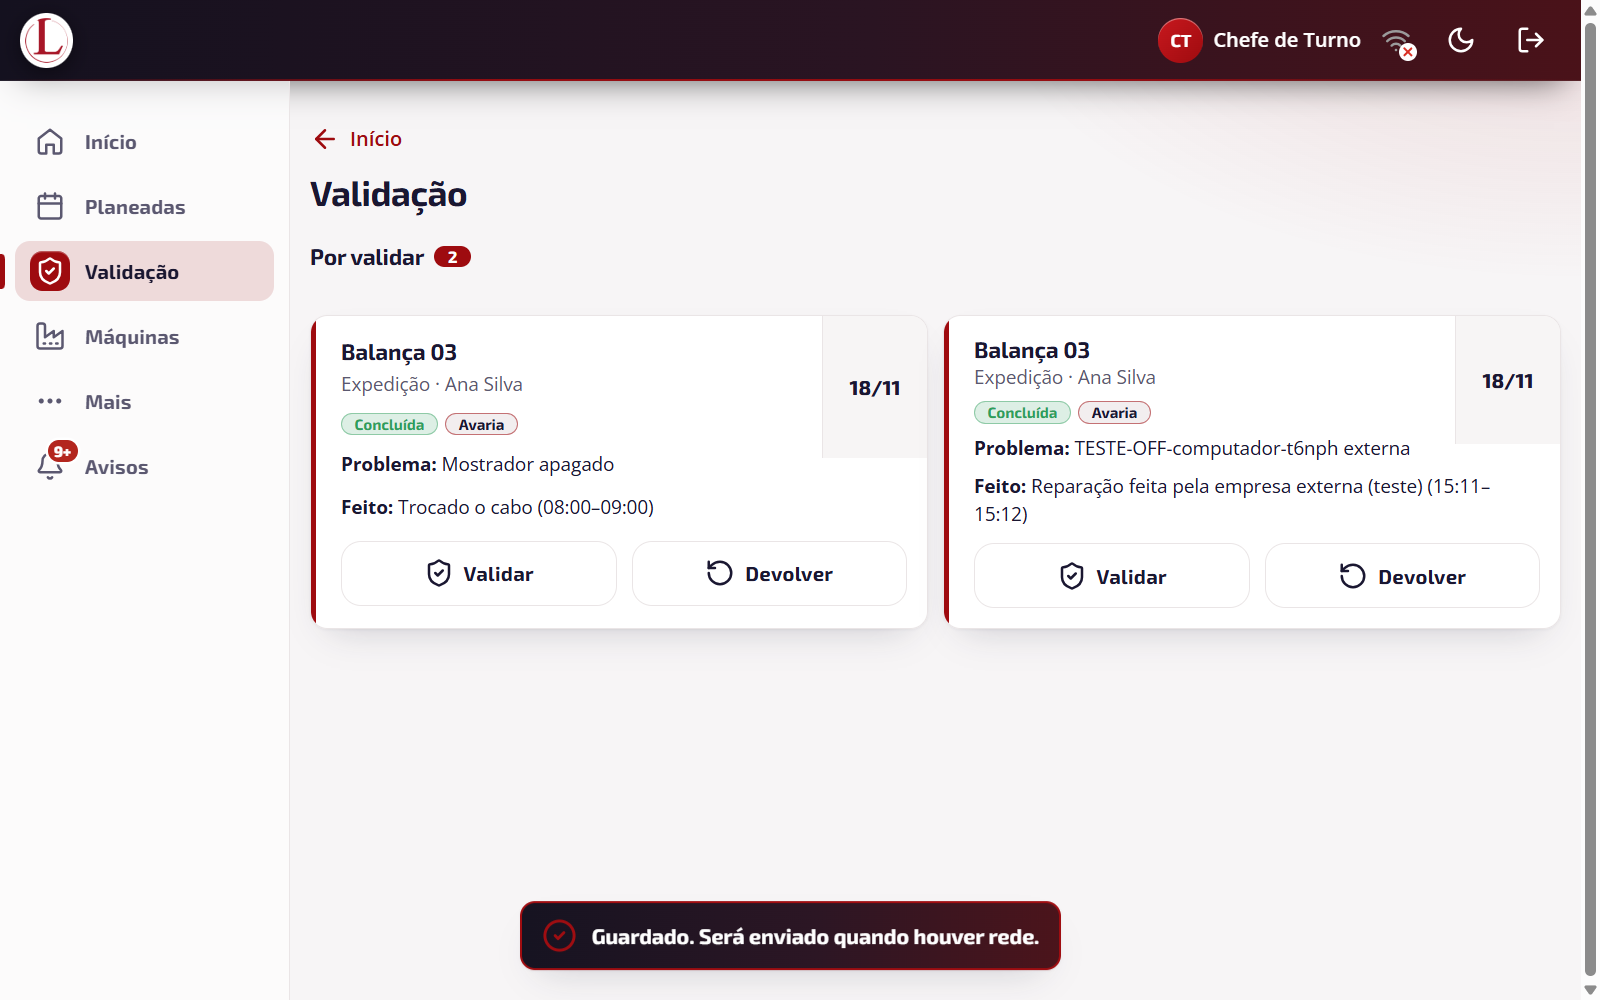 L
CT
Chefe de Turno
Início
Planeadas
Validação
Máquinas
Mais
9+
Avisos
Início
Validação
Por validar 2
Balança 03
Expedição · Ana Silva
Concluída Avaria
18/11
Problema: Mostrador apagado
Feito: Trocado o cabo (08:00–09:00)
Validar
Devolver
Balança 03
Expedição · Ana Silva
Concluída Avaria
18/11
Problema: TESTE-OFF-computador-t6nph externa
Feito: Reparação feita pela empresa externa (teste) (15:11–
15:12)
Validar
Devolver
Guardado. Será enviado quando houver rede.